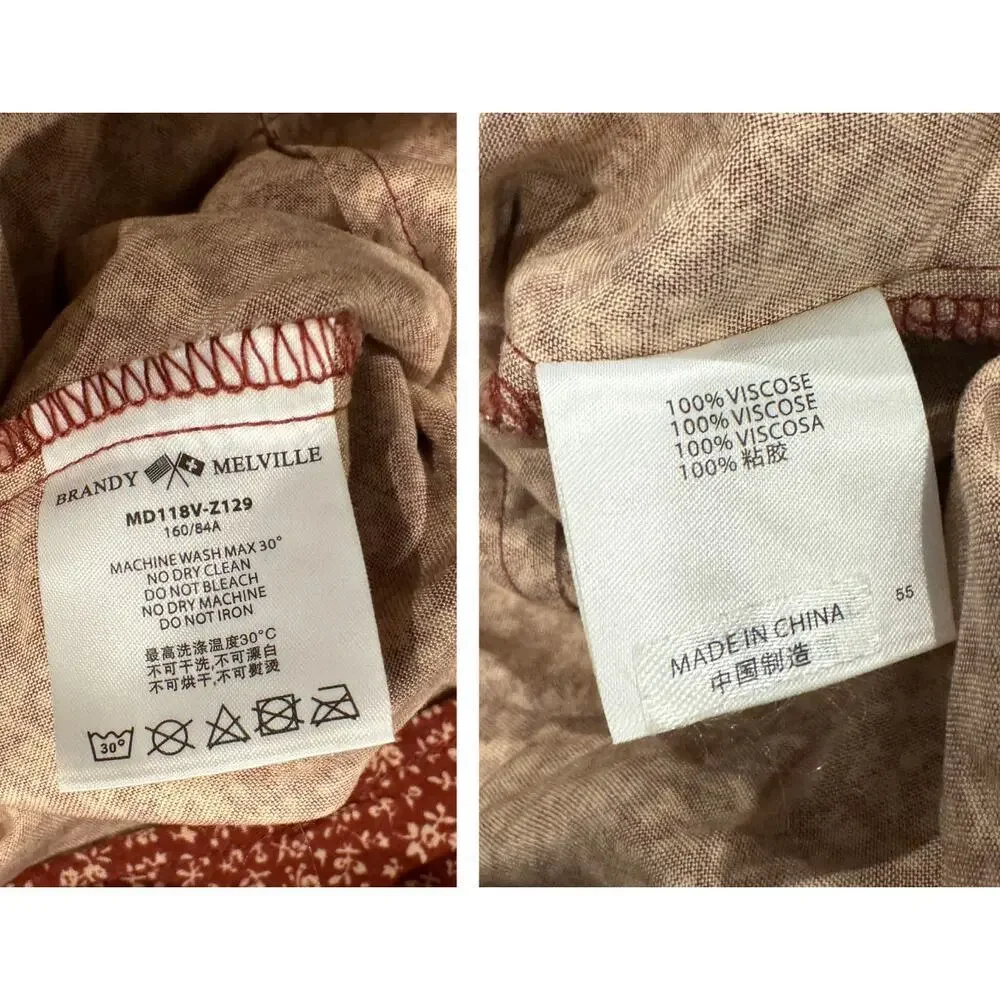 BRANDY MELVILLE
MD118V-Z129
160/84A
MACHINE WASH MAX 30°
NO DRY CLEAN
DO NOT BLEACH
NO DRY MACHINE
DO NOT IRON
最高洗涤温度30°C
不可干洗,不可漂白
不可烘干,不可熨烫
30°
100% VISCOSE
100% VISCOSE
100% VISCOSA
100% 粘胶
55
MADE IN CHINA
中国制造